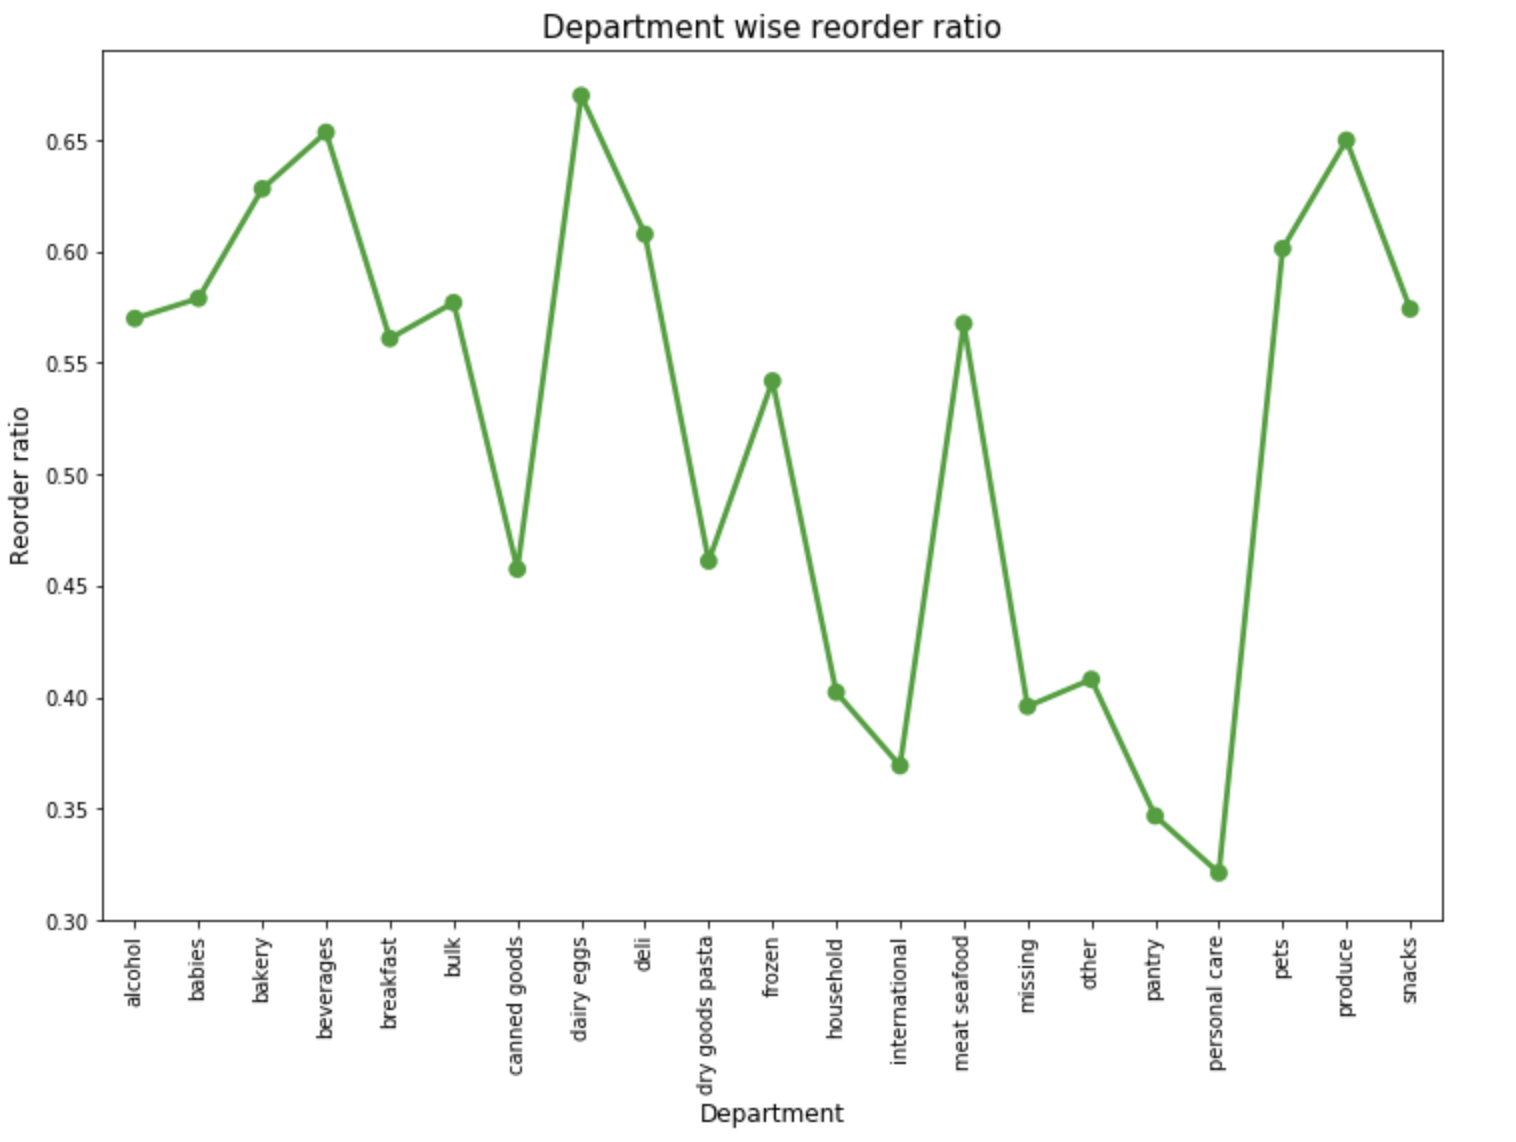 Department wise reorder ratio
Reorder ratio
0.65
0.60
0.55
0.50
0.45
0.40
0.35
0.30
alcohol
babies
bakery
beverages
breakfast
bulk
canned goods
dairy eggs
deli
dry goods pasta
frozen
household
international
meat seafood
missing
other
pantry
personal care
pets
produce
snacks
Department